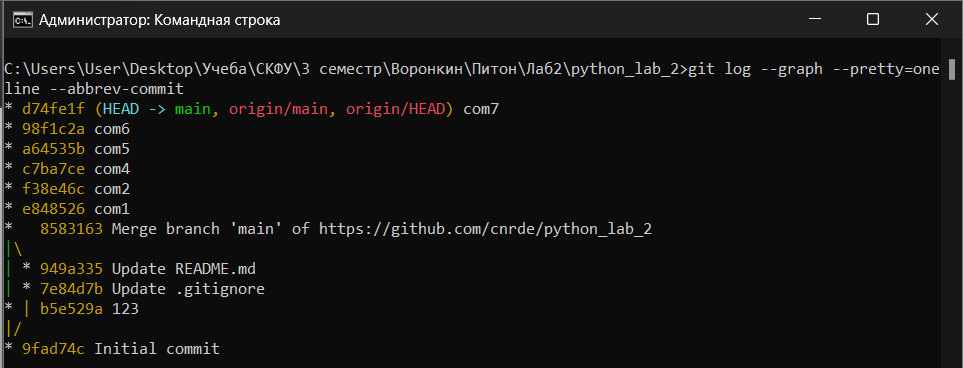 Администратор: Командная строка
C:\Users\User\Desktop\Учеба\СКФУ\3 семестр\Воронкин\Питон\Лаб2\python_lab_2>git log --graph --pretty=one
line --abbrev-commit
* d74fe1f (HEAD -> main, origin/main, origin/HEAD) com7
* 98f1c2a com6
* a64535b com5
* c7ba7ce com4
* f38e46c com2
* e848526 com1
*   8583163 Merge branch 'main' of https://github.com/cnrde/python_lab_2
|\
| * 949a335 Update README.md
| * 7e84d7b Update .gitignore
* | b5e529a 123
|/
* 9fad74c Initial commit